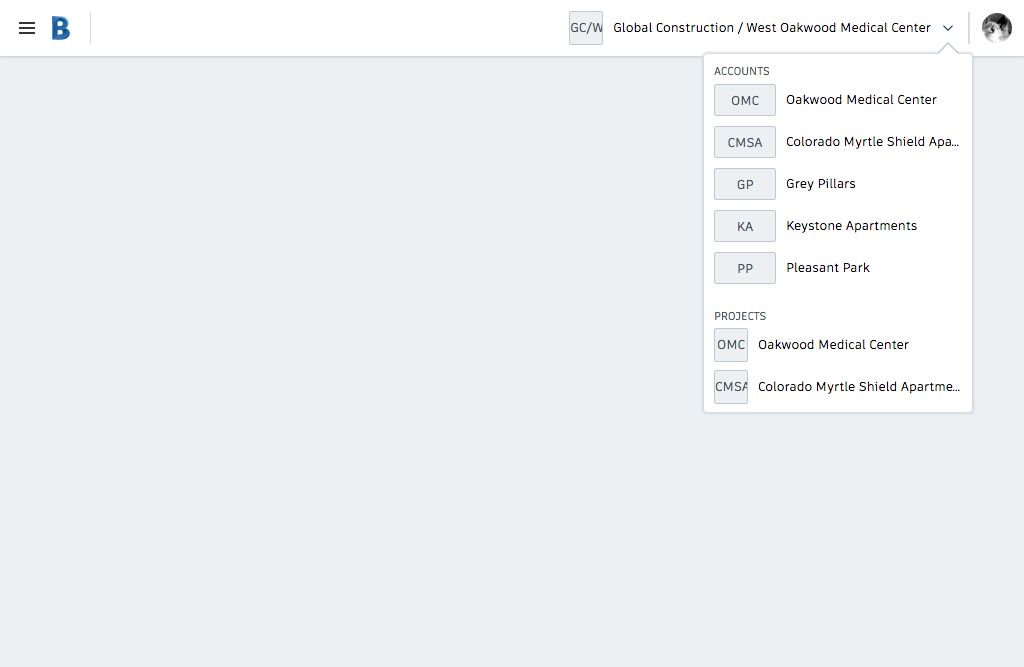 B
GC/W Global Construction / West Oakwood Medical Center
ACCOUNTS
OMC Oakwood Medical Center
CMSA Colorado Myrtle Shield Apa...
GP Grey Pillars
KA Keystone Apartments
PP Pleasant Park
PROJECTS
OMC Oakwood Medical Center
CMSA Colorado Myrtle Shield Apartme...